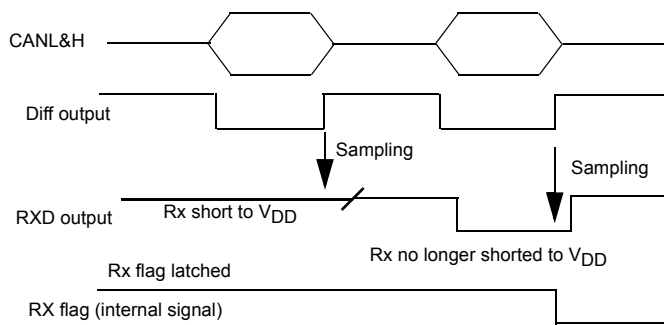 CANL&H
Diff output
Sampling
Sampling
RXD output
Rx short to VDD
Rx no longer shorted to VDD
Rx flag latched
RX flag (internal signal)